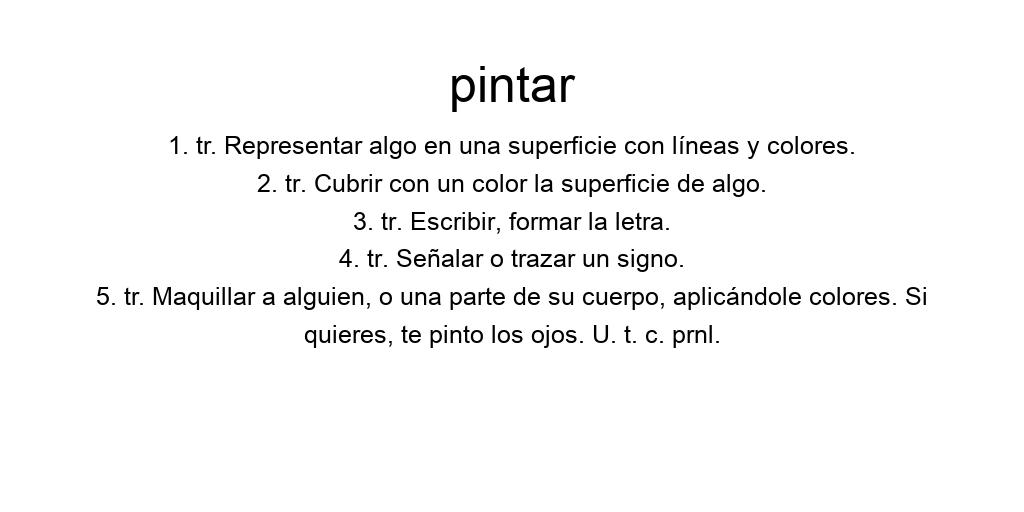 pintar
1. tr. Representar algo en una superficie con líneas y colores.
2. tr. Cubrir con un color la superficie de algo.
3. tr. Escribir, formar la letra.
4. tr. Señalar o trazar un signo.
5. tr. Maquillar a alguien, o una parte de su cuerpo, aplicándole colores. Si
quieres, te pinto los ojos. U. t. c. prnl.